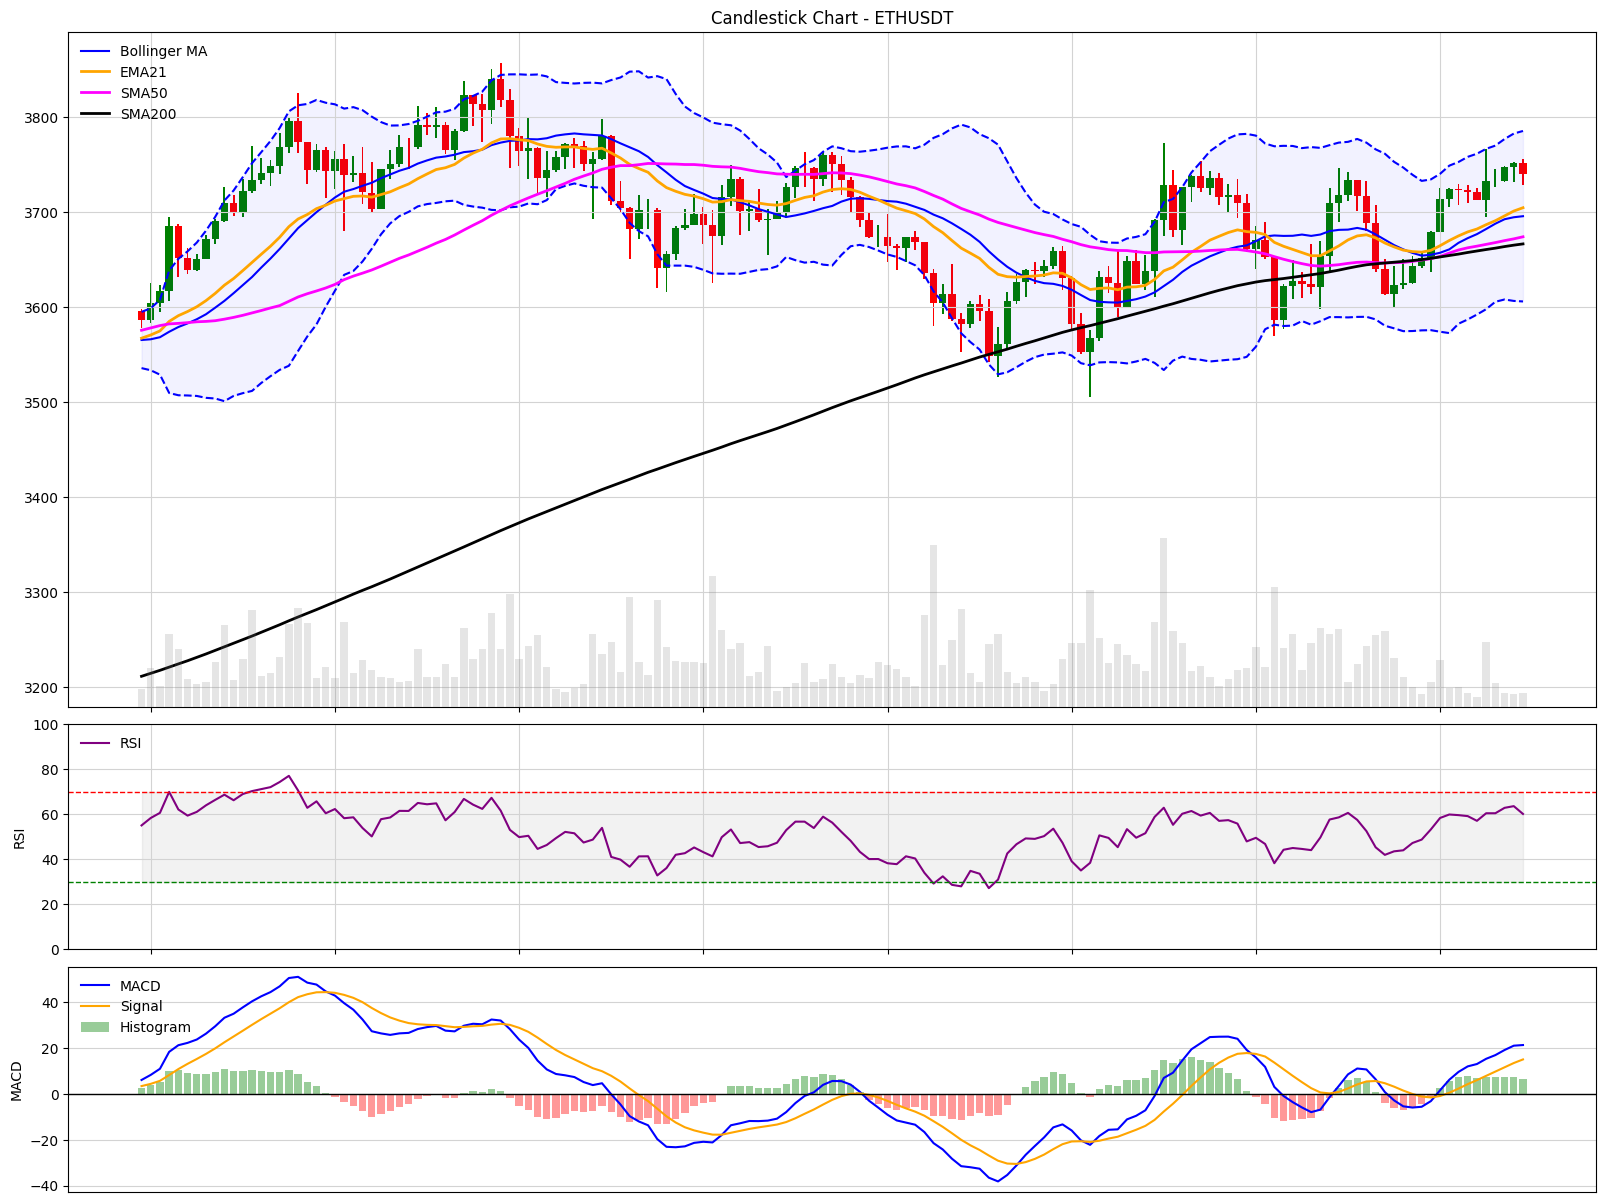 Candlestick Chart - ETHUSDT
Bollinger MA
EMA21
SMA50
SMA200
3800
3700
3600
3500
3400
3300
3200
RSI
100
80
60
40
20
0
RSI
MACD
Signal
Histogram
40
20
0
−20
−40
MACD